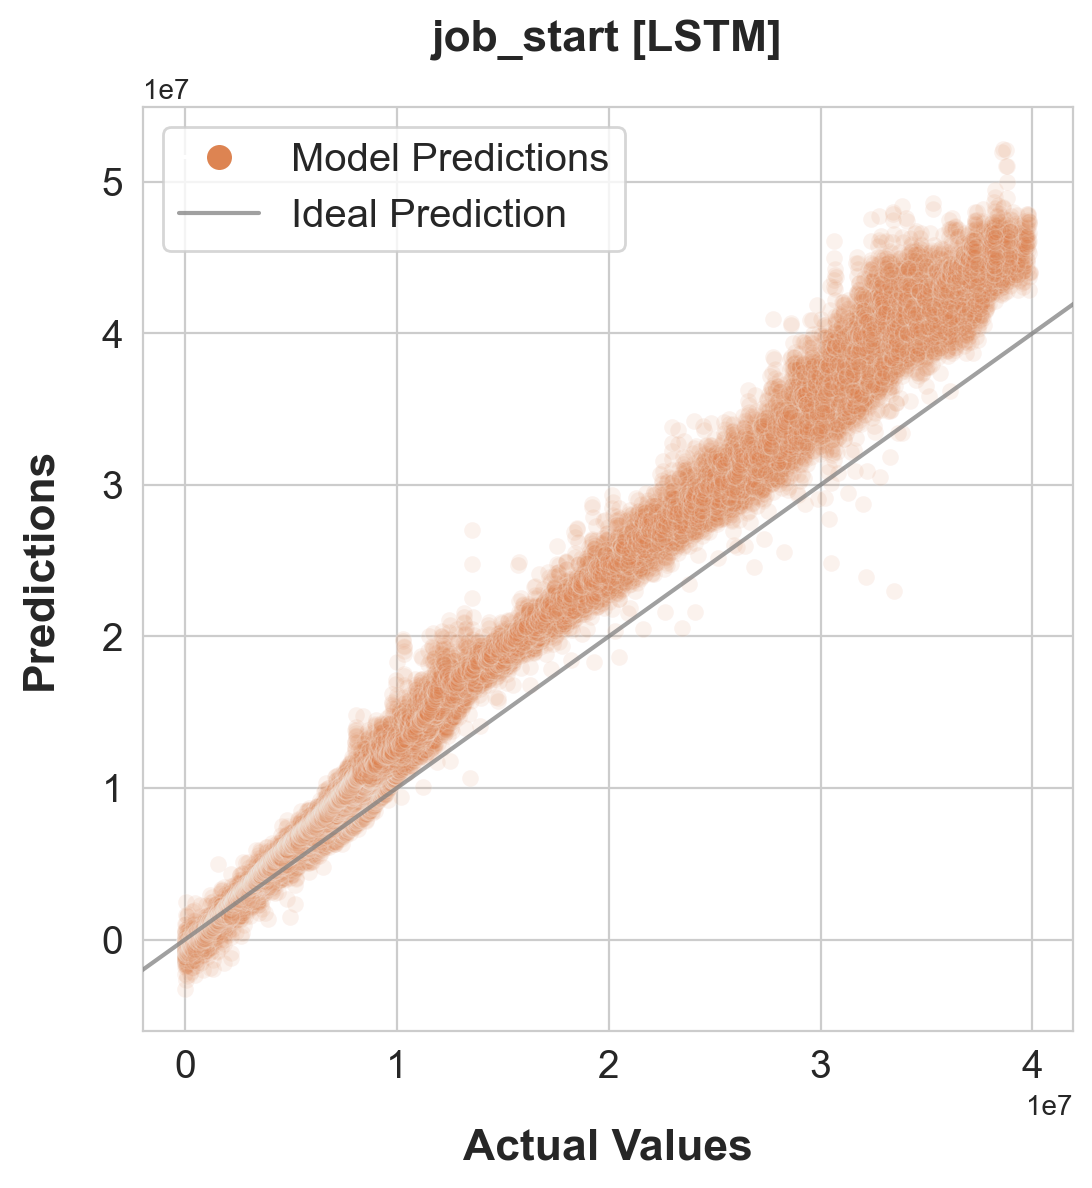 job_start [LSTM]
1e7
Model Predictions
Ideal Prediction
5
4
3
2
1
0
Predictions
0 1 2 3 4
1e7
Actual Values